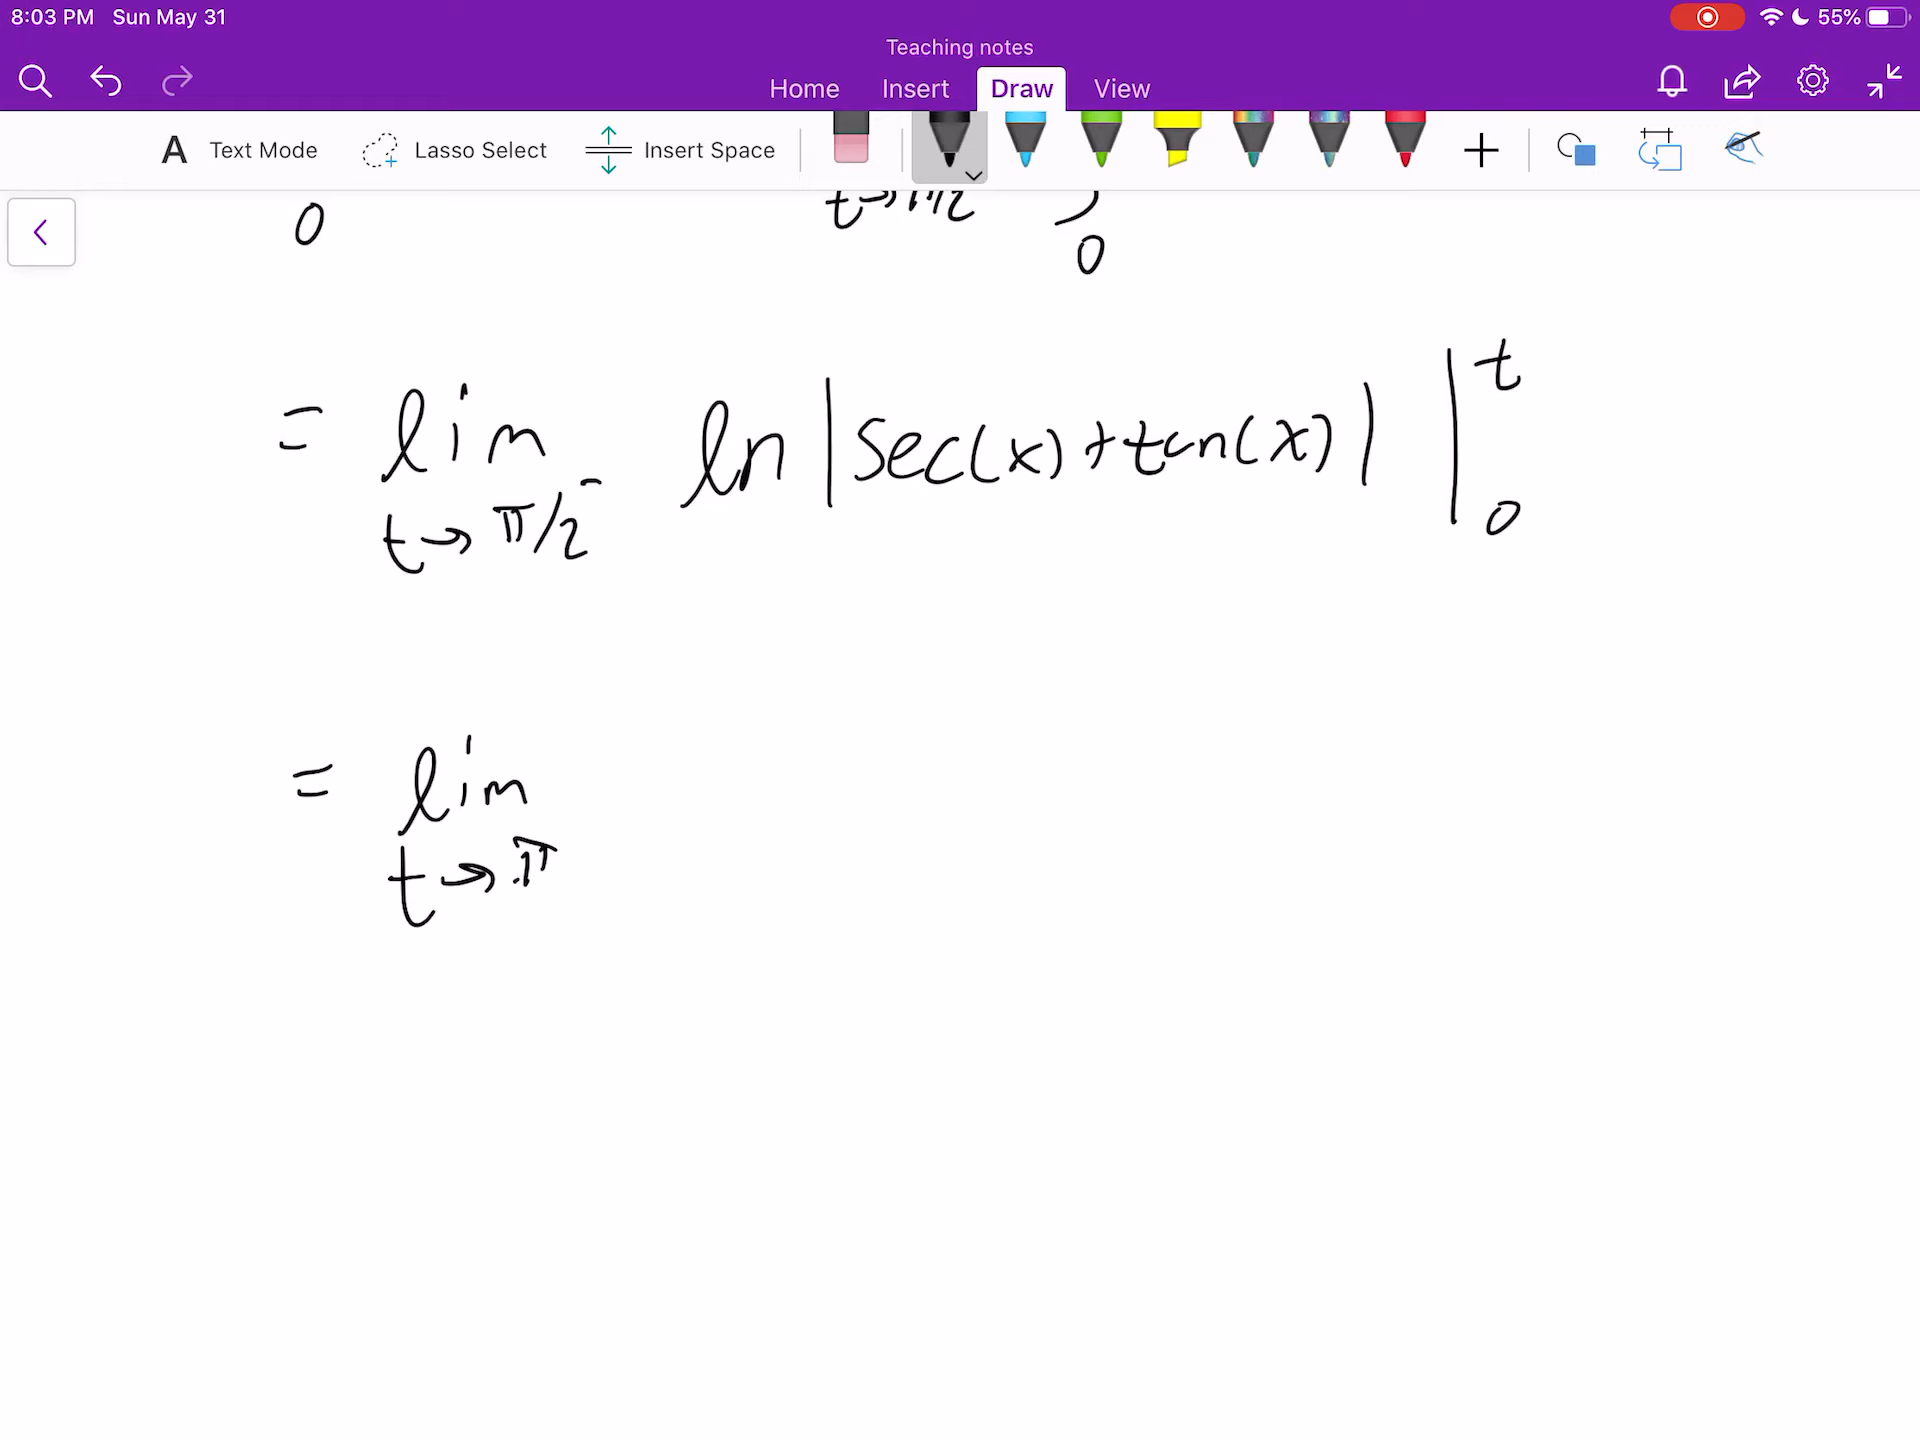 8:03 PM Sun May 31 55%
Teaching notes
Home Insert Draw View
A Text Mode Lasso Select Insert Space
0 t→π/2 0
= lim ln|sec(x)+tan(x)| | t
t→π/2⁻ 0
= lim
t→π